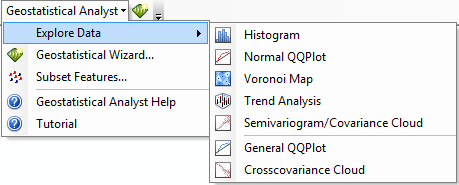 Geostatistical Analyst
Explore Data
Geostatistical Wizard...
Subset Features...
Geostatistical Analyst Help
Tutorial
Histogram
Normal QQPlot
Voronoi Map
Trend Analysis
Semivariogram/Covariance Cloud
General QQPlot
Crosscovariance Cloud